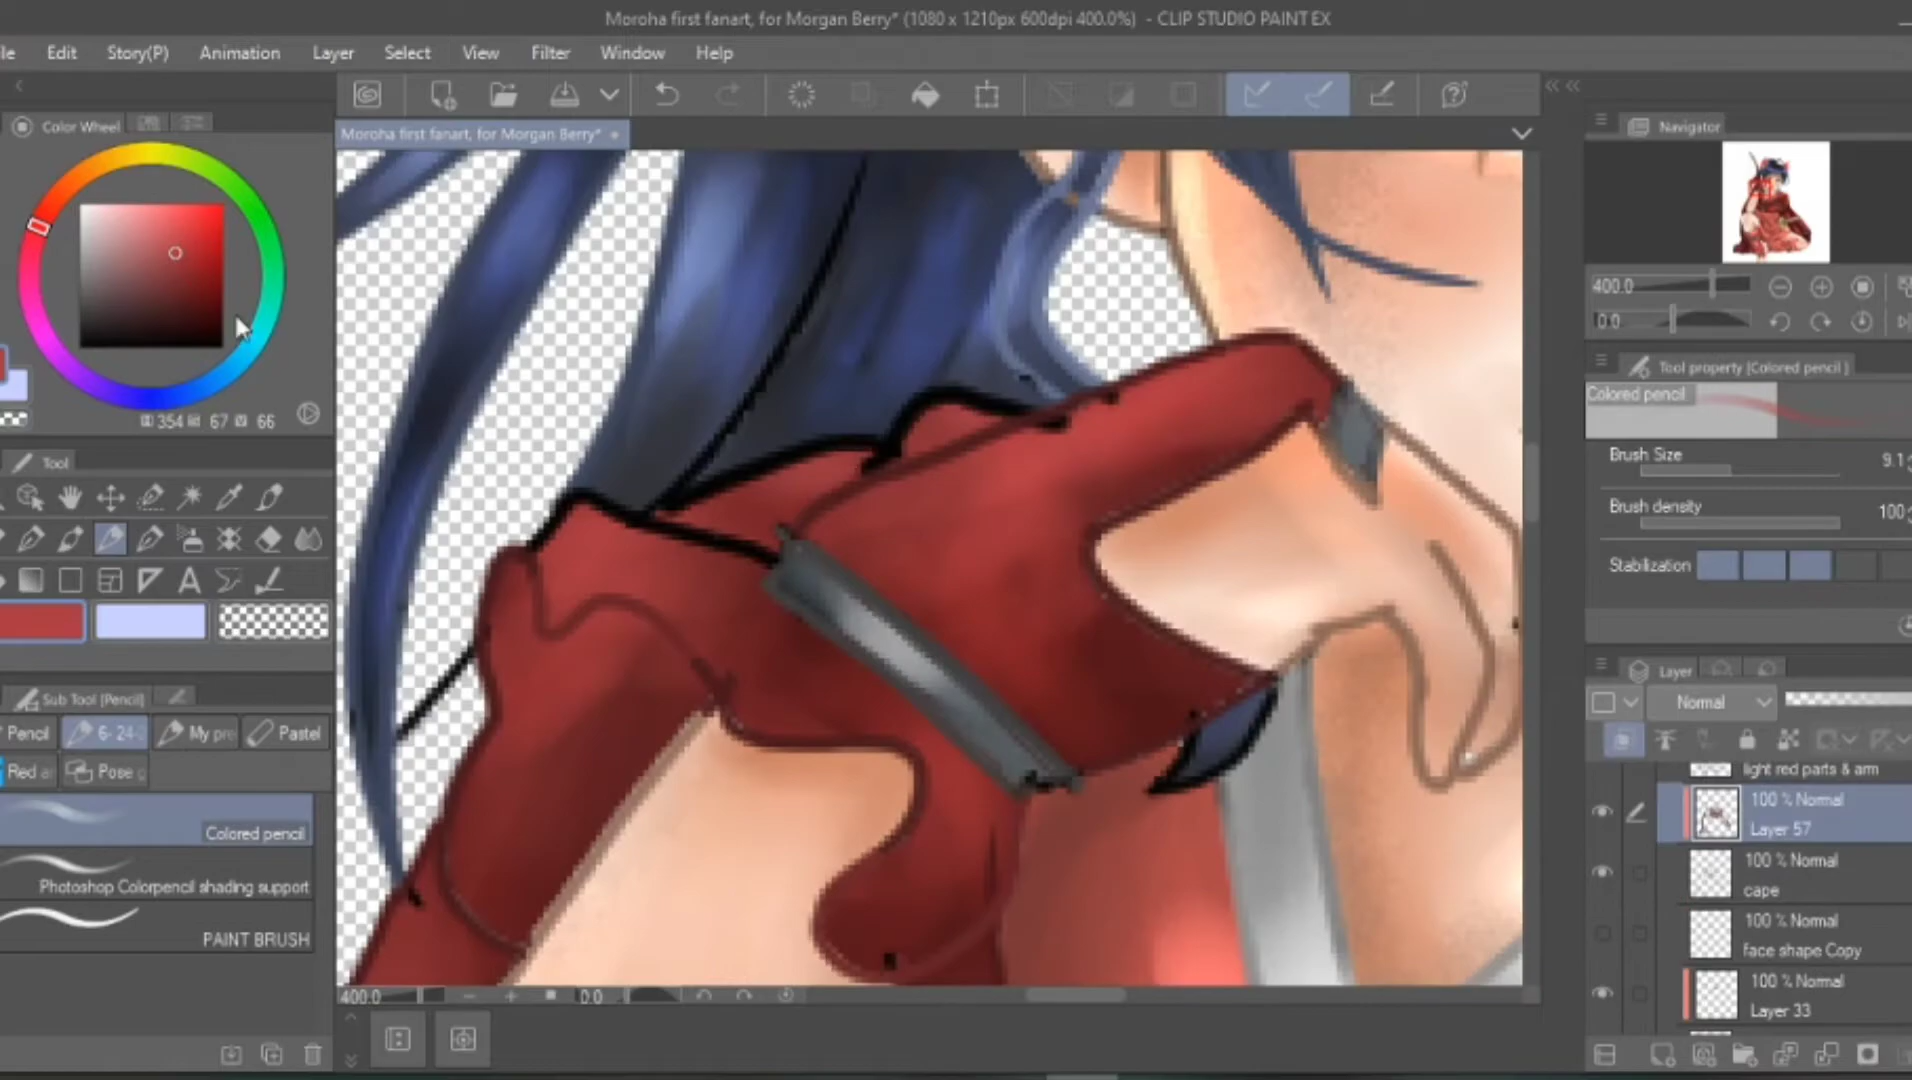 Moroha first fanart, for Morgan Berry* (1080 x 1210px 600dpi 400.0%) - CLIP STUDIO PAINT EX
le Edit Story(P) Animation Layer Select View Filter Window Help
Color Wheel
Moroha first fanart, for Morgan Berry*
Navigator
400.0
0.0
Tool property [Colored pencil]
Colored pencil
354 67 66
Tool
Brush Size 9.1
Brush density 100
Stabilization
Sub Tool [Pencil]
Pencil 6- 24- My pre Pastel
Red ar Pose
Colored pencil
Photoshop Colorpencil shading support
PAINT BRUSH
Layer
Normal
light red parts & arm
100 % Normal
Layer 57
100 % Normal
cape
100 % Normal
face shape Copy
100 % Normal
Layer 33
400.0 0.0